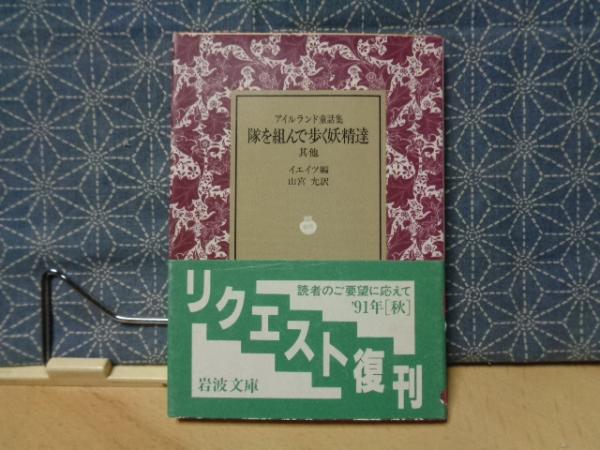 アイルランド童話集
隊を組んで歩く妖精達
其他
イエイツ編
山宮 允訳
読者のご要望に応えて
'91年[秋]
リクエスト復刊
岩波文庫